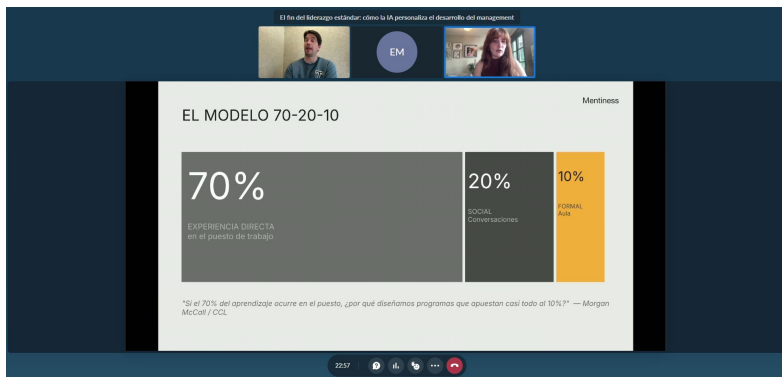 El fin del liderazgo estándar: cómo la IA personaliza el desarrollo del management
EM
Mentiness
EL MODELO 70-20-10
70%
EXPERIENCIA DIRECTA
en el puesto de trabajo
20%
SOCIAL
Conversaciones
10%
FORMAL
Aula
"Si el 70% del aprendizaje ocurre en el puesto, ¿por qué diseñamos programas que apuestan casi todo al 10%?" — Morgan
McCall / CCL
22:57